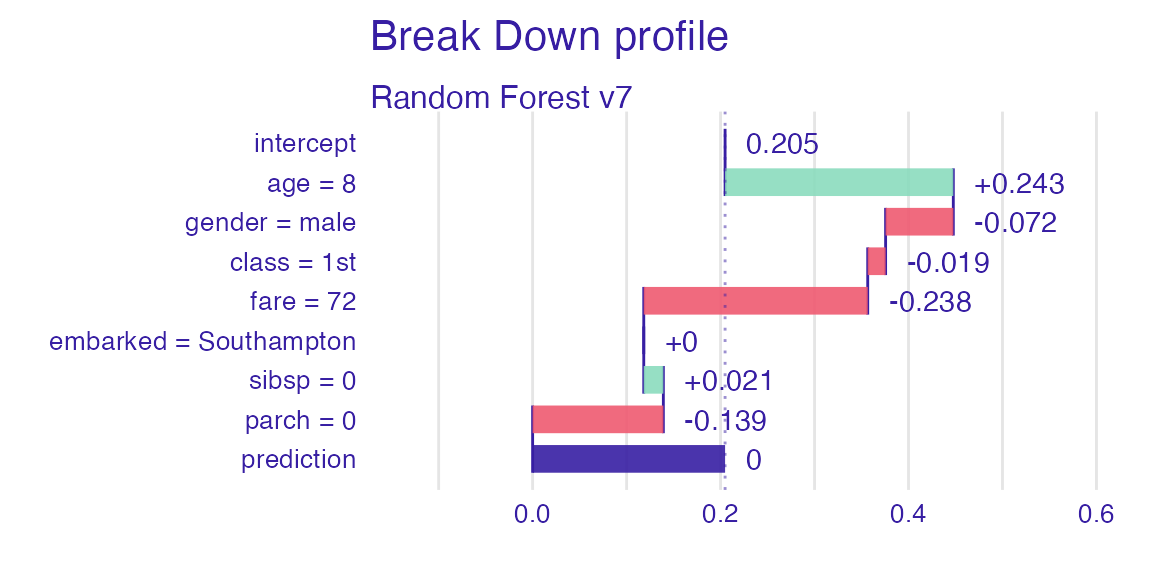 Break Down profile
Random Forest v7
intercept 0.205
age = 8 +0.243
gender = male -0.072
class = 1st -0.019
fare = 72 -0.238
embarked = Southampton +0
sibsp = 0 +0.021
parch = 0 -0.139
prediction 0
0.0 0.2 0.4 0.6